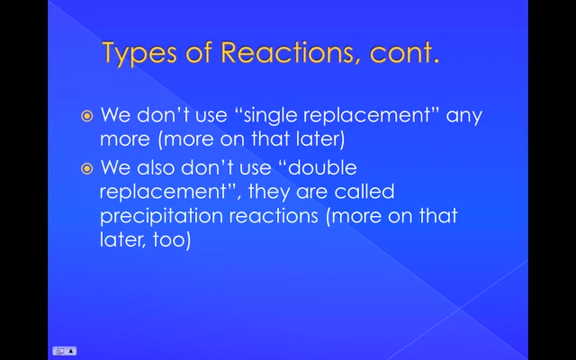 Types of Reactions, cont.
We don't use “single replacement” any
more (more on that later)
We also don't use “double
replacement”, they are called
precipitation reactions (more on that
later, too)